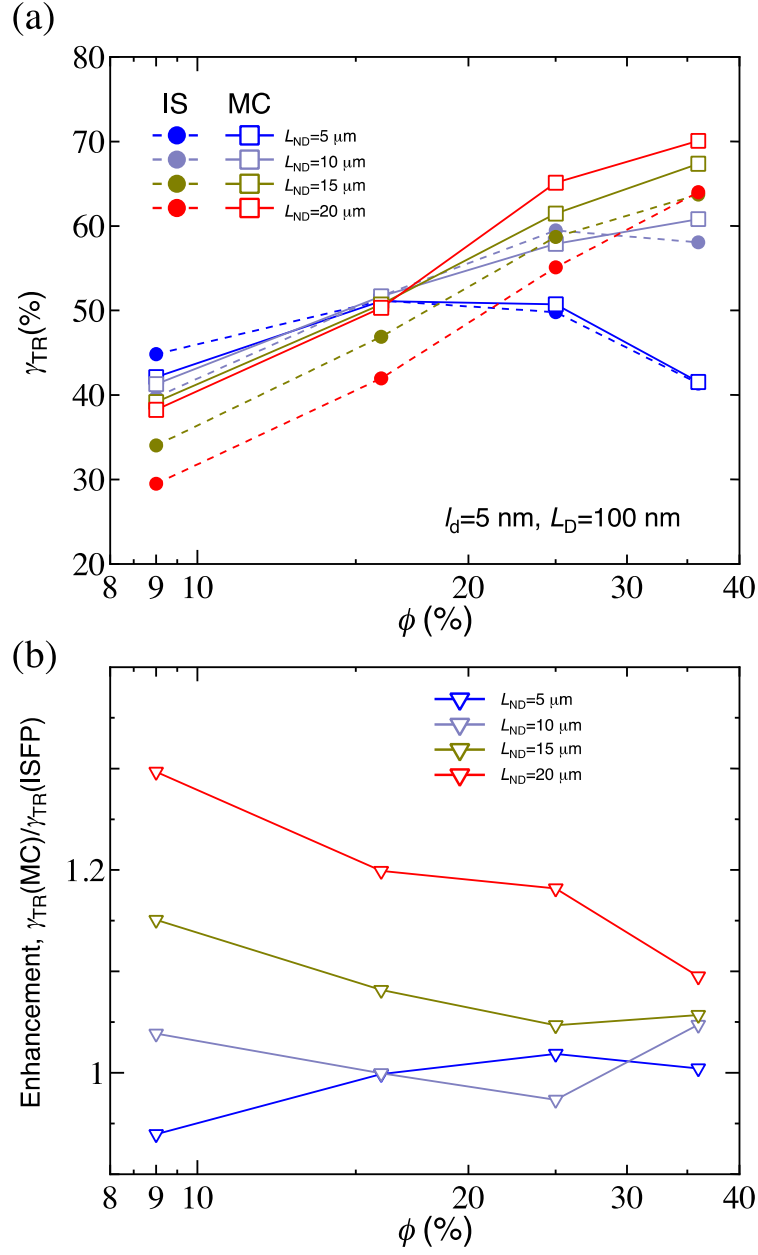 (a)
80
70
60
50
40
30
20
γTR(%)
IS MC
LND=5 μm
LND=10 μm
LND=15 μm
LND=20 μm
ld=5 nm, LD=100 nm
8 9 10 20 30 40
ϕ (%)
(b)
Enhancement, γTR(MC)/γTR(ISFP)
1.2
1
LND=5 μm
LND=10 μm
LND=15 μm
LND=20 μm
8 9 10 20 30 40
ϕ (%)